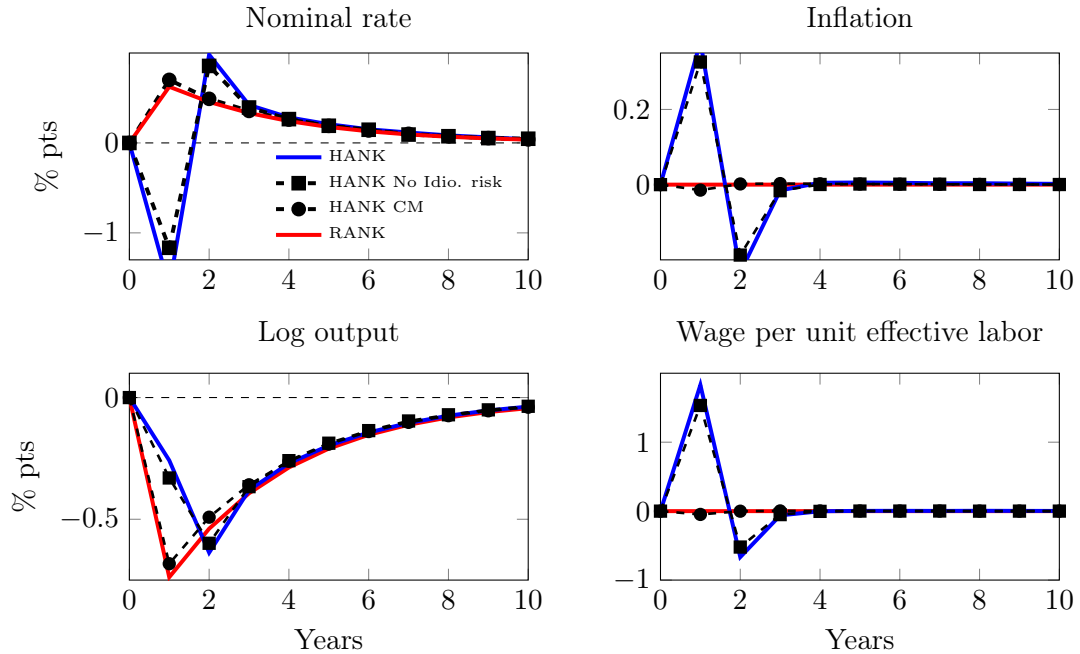 Nominal rate
% pts
−1
HANK
HANK No Idio. risk
HANK CM
RANK
0 2 4 6 8 10
Inflation
0.2
0
0 2 4 6 8 10
Log output
% pts
0
−0.5
0 2 4 6 8 10
Years
Wage per unit effective labor
1
0
−1
0 2 4 6 8 10
Years